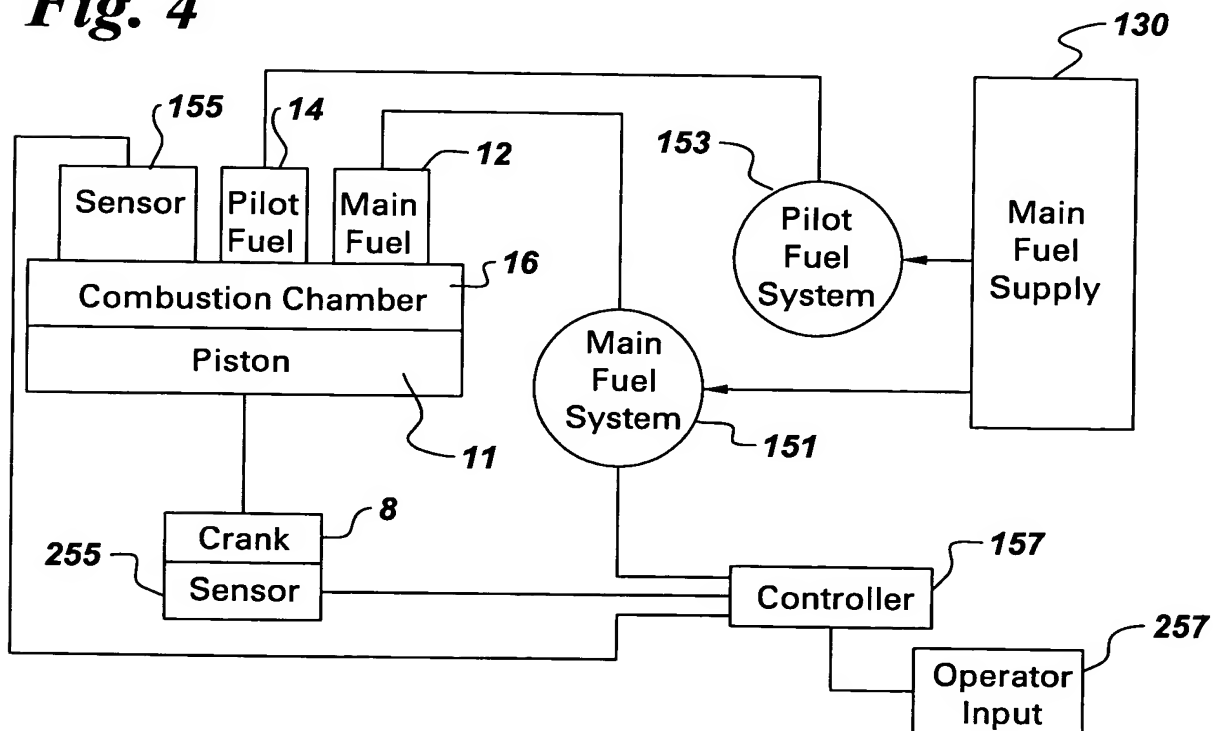 Fig. 4
130
155
14
12
153
Sensor
Pilot
Fuel
Main
Fuel
Pilot
Fuel
System
Main
Fuel
Supply
16
Combustion Chamber
Piston
Main
Fuel
System
151
11
8
Crank
255
Sensor
157
Controller
257
Operator
Input